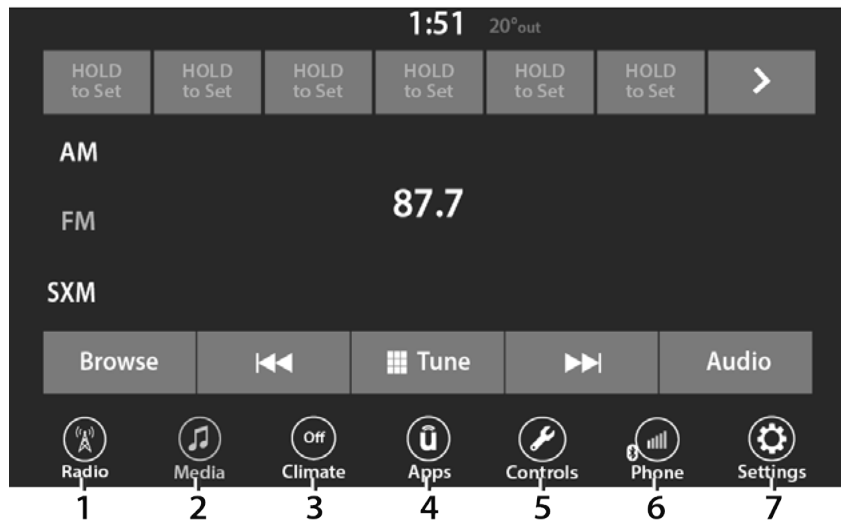 1:51 20°out
HOLD to Set HOLD to Set HOLD to Set HOLD to Set HOLD to Set HOLD to Set
AM
87.7
FM
SXM
Browse Tune Audio
Off û
Radio Media Climate Apps Controls Phone Settings
1 2 3 4 5 6 7